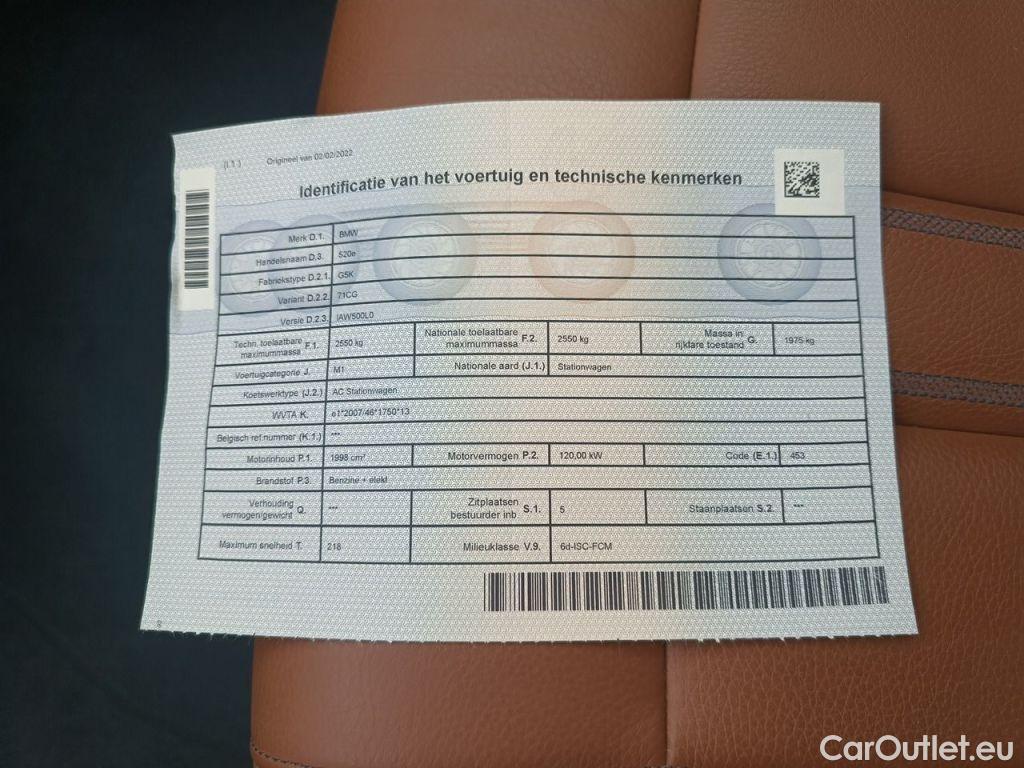 (I.1.) Origineel van 02/02/2022
Identificatie van het voertuig en technische kenmerken
Merk D.1. BMW
Handelsnaam D.3. 520e
Fabriekstype D.2.1. G5K
Variant D.2.2. 71CG
Versie D.2.3. IAW500L0
Techn. toelaatbare maximummassa F.1. 2550 kg Nationale toelaatbare maximummassa F.2. 2550 kg Massa in rijklare toestand G. 1975 kg
Voertuigcategorie J. M1 Nationale aard (J.1.) Stationwagen
Koetswerktype (J.2.) AC Stationwagen
WVTA K. e1*2007/46*1750*13
Belgisch ref.nummer (K.1.) ***
Motorinhoud P.1. 1998 cm³ Motorvermogen P.2. 120,00 kW Code (E.1.) 453
Brandstof P.3. Benzine + elekt
Verhouding vermogen/gewicht Q. *** Zitplaatsen bestuurder inb S.1. 5 Staanplaatsen S.2. ***
Maximum snelheid T. 218 Milieuklasse V.9. 6d-ISC-FCM
CarOutlet.eu